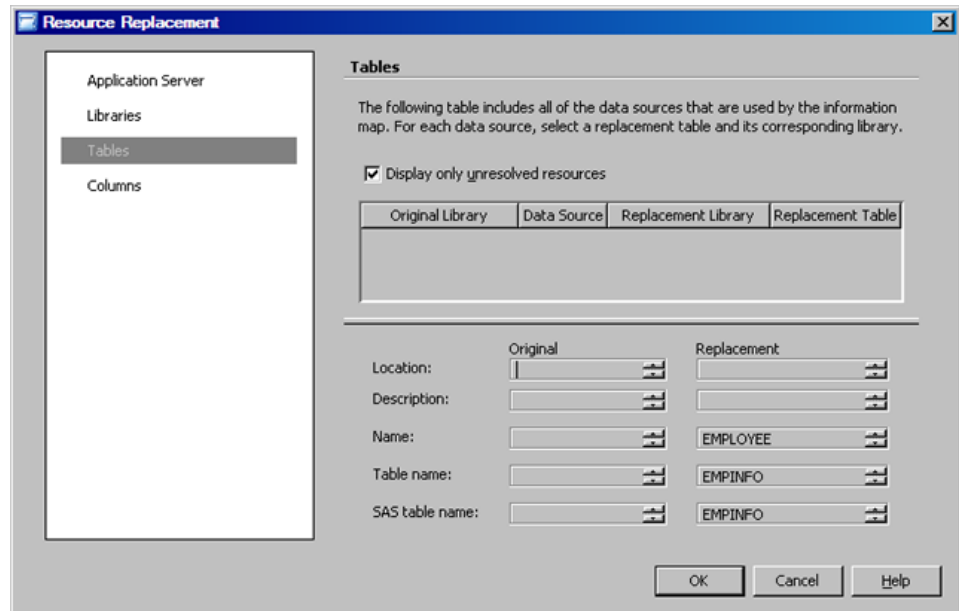 Resource Replacement
Application Server
Libraries
Tables
Columns
Tables
The following table includes all of the data sources that are used by the information
map. For each data source, select a replacement table and its corresponding library.
Display only unresolved resources
Original Library Data Source Replacement Library Replacement Table
Original Replacement
Location:
Description:
Name: EMPLOYEE
Table name: EMPINFO
SAS table name: EMPINFO
OK Cancel Help